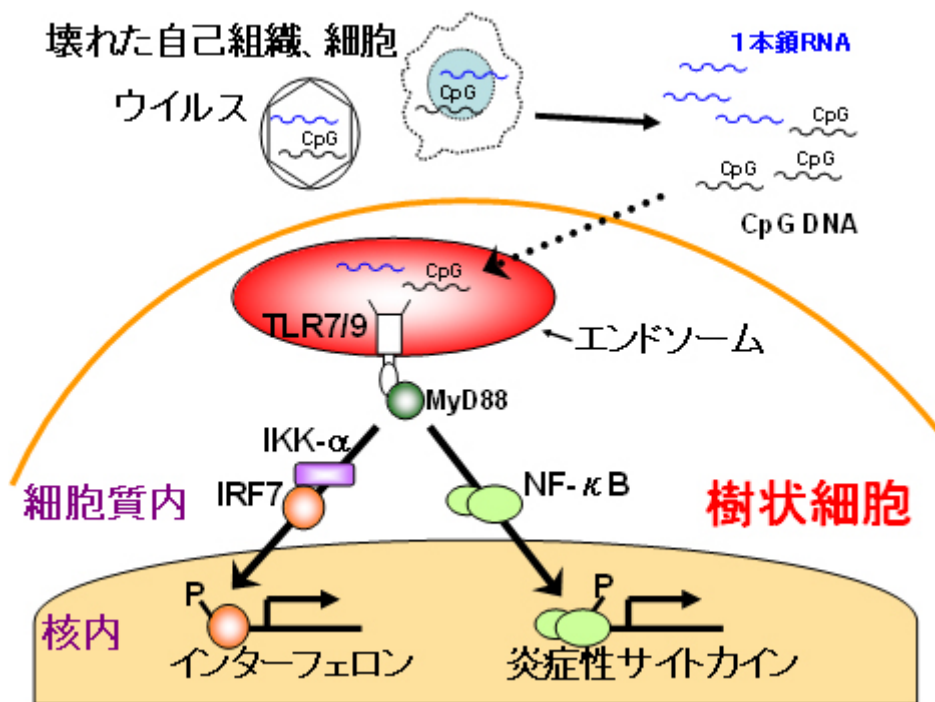 壊れた自己組織、細胞
ウイルス
CpG
CpG
1本鎖RNA
CpG
CpG
CpG
CpG DNA
CpG
TLR7/9
エンドソーム
MyD88
IKK-α
IRF7
NF-κB
細胞質内
樹状細胞
P
P
核内
インターフェロン
炎症性サイトカイン